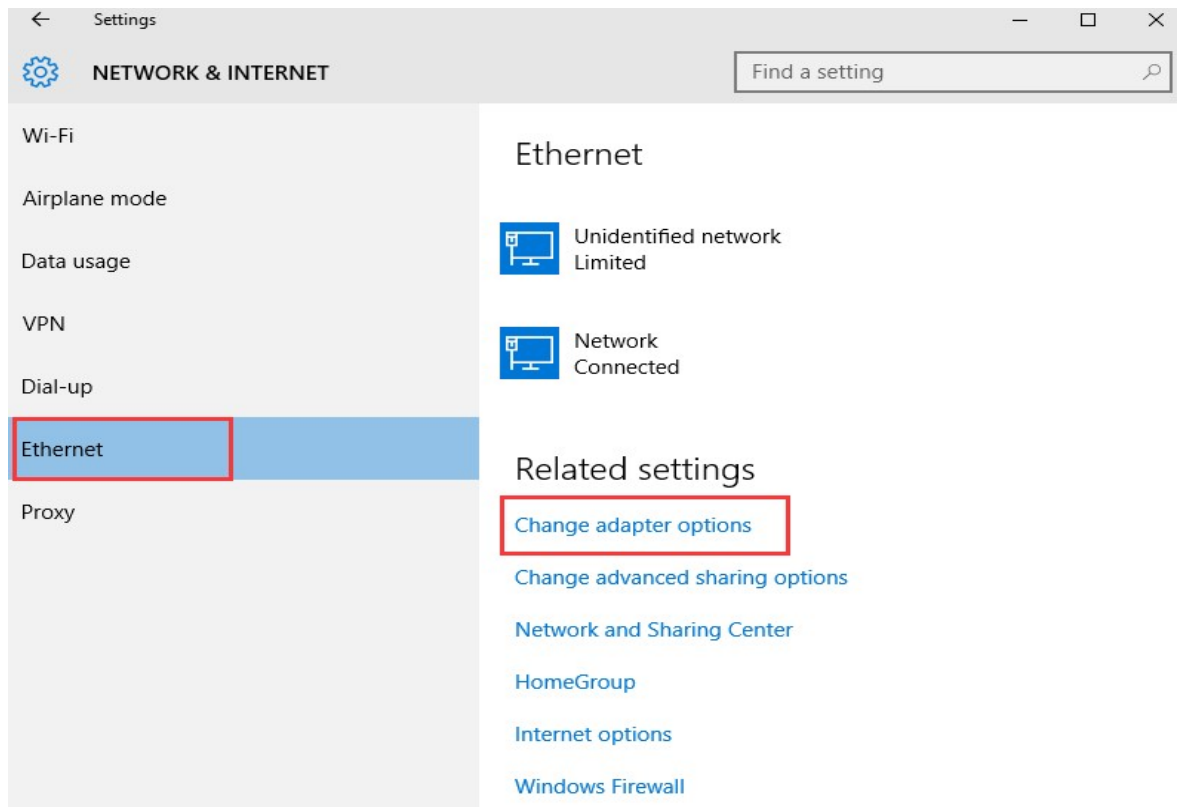 Settings
NETWORK & INTERNET
Find a setting
Wi-Fi
Airplane mode
Data usage
VPN
Dial-up
Ethernet
Proxy
Ethernet
Unidentified network
Limited
Network
Connected
Related settings
Change adapter options
Change advanced sharing options
Network and Sharing Center
HomeGroup
Internet options
Windows Firewall